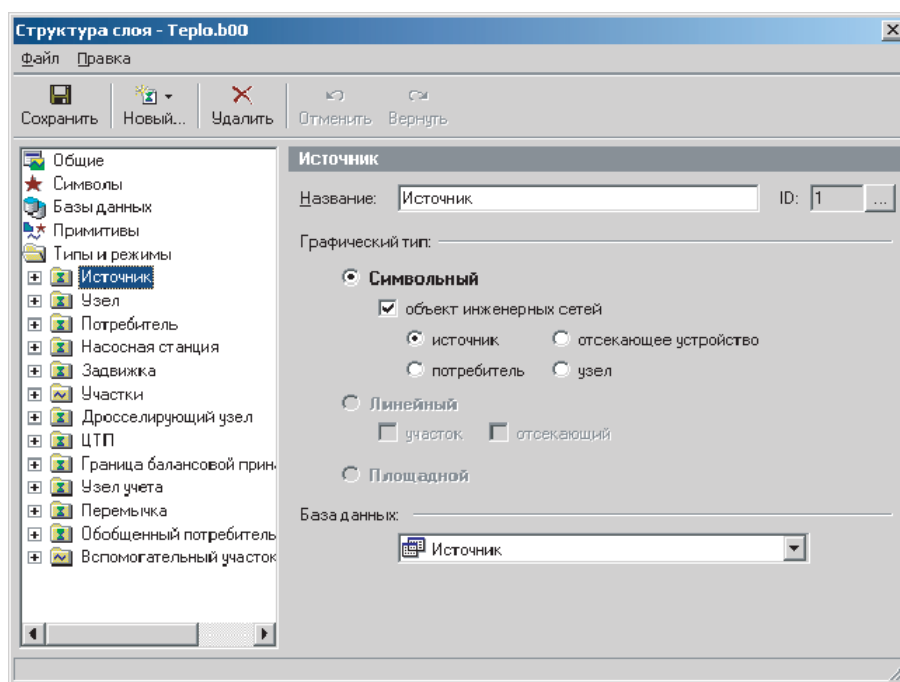 Структура слоя - Teplo.b00
Файл Правка
Сохранить Новый... Удалить Отменить Вернуть
Общие
Символы
Базы данных
Примитивы
Типы и режимы
Источник
Узел
Потребитель
Насосная станция
Задвижка
Участки
Дросселирующий узел
ЦТП
Граница балансовой прин
Узел учета
Перемычка
Обобщенный потребитель
Вспомогательный участок
Источник
Название: Источник ID: 1 ...
Графический тип:
Символьный
объект инженерных сетей
источник отсекающее устройство
потребитель узел
Линейный
участок отсекающий
Площадной
База данных:
Источник